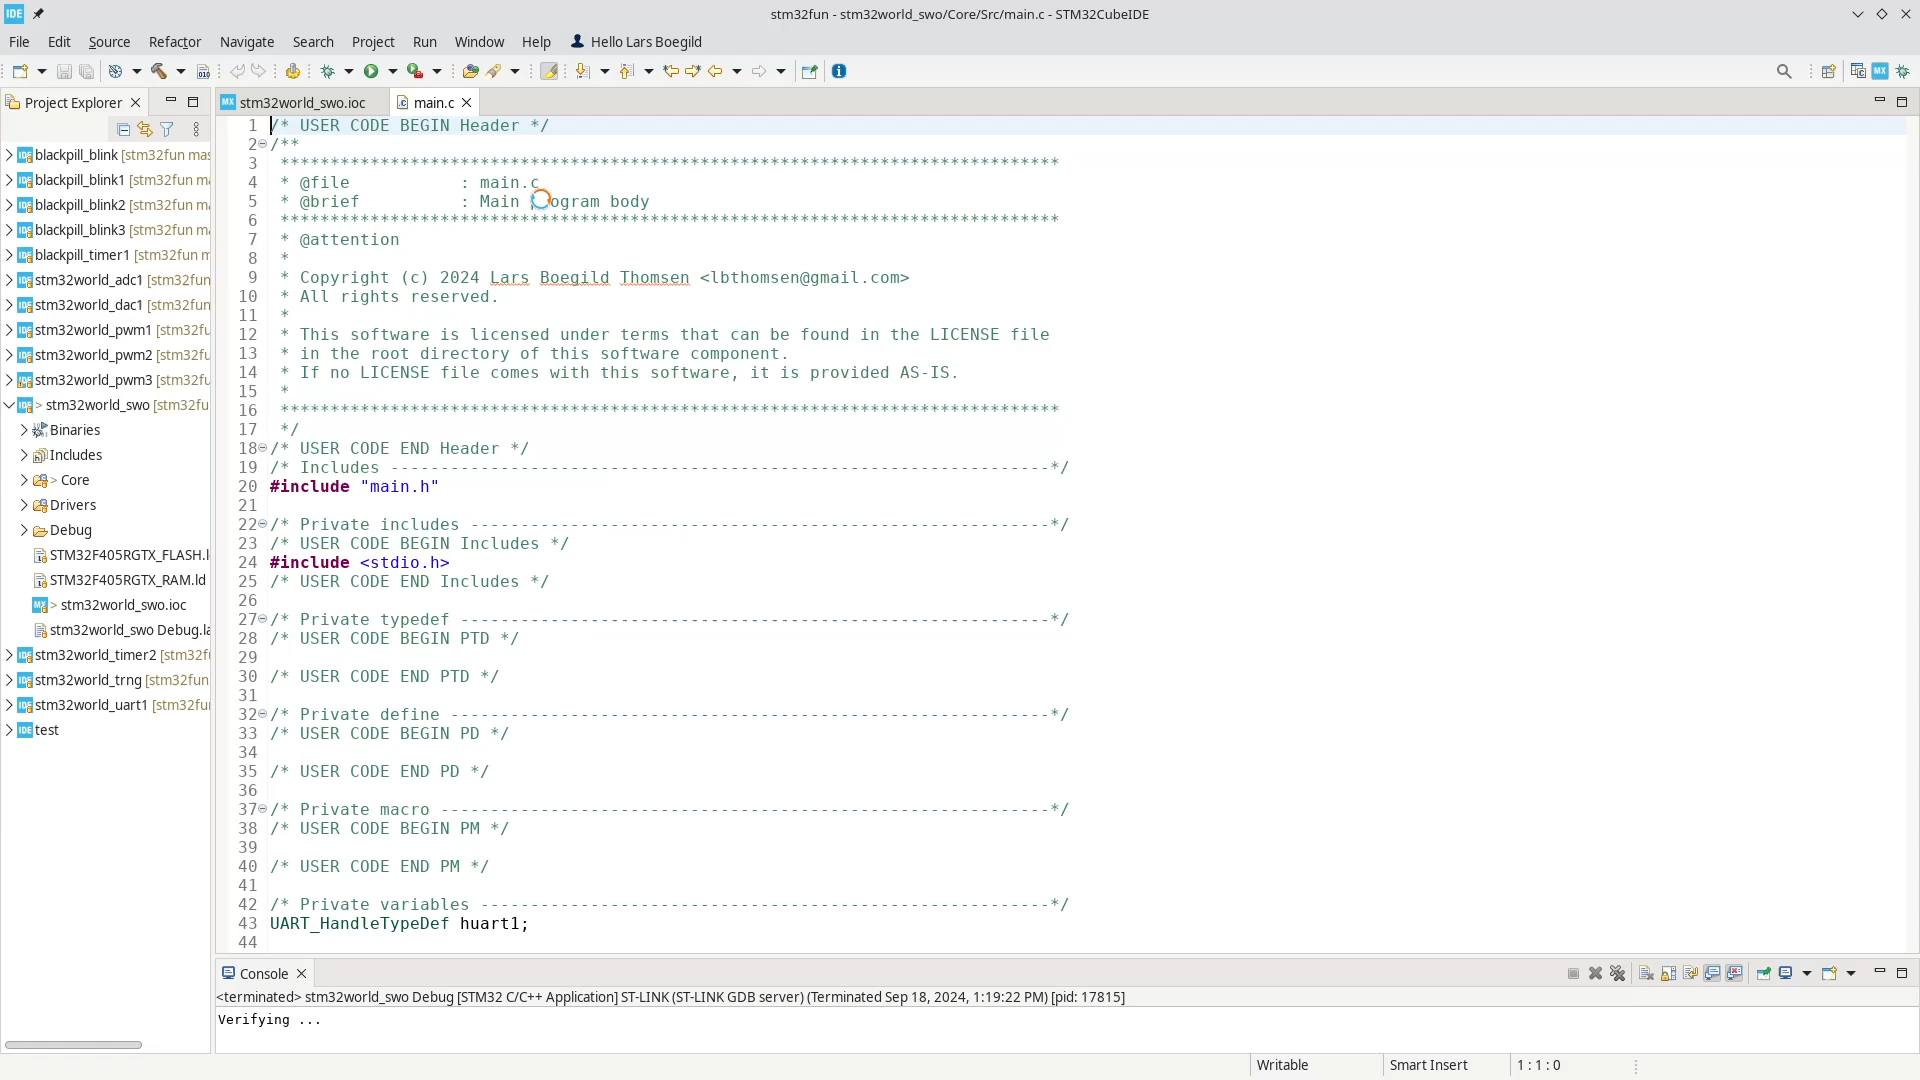 IDE
stm32fun - stm32world_swo/Core/Src/main.c - STM32CubeIDE
File Edit Source Refactor Navigate Search Project Run Window Help Hello Lars Boegild
Project Explorer
stm32world_swo.ioc main.c
blackpill_blink [stm32fun mas
blackpill_blink1 [stm32fun ma
blackpill_blink2 [stm32fun ma
blackpill_blink3 [stm32fun ma
blackpill_timer1 [stm32fun m
stm32world_adc1 [stm32fun
stm32world_dac1 [stm32fun
stm32world_pwm1 [stm32fu
stm32world_pwm2 [stm32fu
stm32world_pwm3 [stm32fu
> stm32world_swo [stm32fu
Binaries
Includes
> Core
Drivers
Debug
STM32F405RGTX_FLASH.l
STM32F405RGTX_RAM.ld
> stm32world_swo.ioc
stm32world_swo Debug.la
stm32world_timer2 [stm32f
stm32world_trng [stm32fun
stm32world_uart1 [stm32fu
test
1 /* USER CODE BEGIN Header */
2 /**
3 ******************************************************************************
4 * @file : main.c
5 * @brief : Main program body
6 ******************************************************************************
7 * @attention
8 *
9 * Copyright (c) 2024 Lars Boegild Thomsen <lbthomsen@gmail.com>
10 * All rights reserved.
11 *
12 * This software is licensed under terms that can be found in the LICENSE file
13 * in the root directory of this software component.
14 * If no LICENSE file comes with this software, it is provided AS-IS.
15 *
16 ******************************************************************************
17 */
18 /* USER CODE END Header */
19 /* Includes ------------------------------------------------------------------*/
20 #include "main.h"
21
22 /* Private includes ----------------------------------------------------------*/
23 /* USER CODE BEGIN Includes */
24 #include <stdio.h>
25 /* USER CODE END Includes */
26
27 /* Private typedef -----------------------------------------------------------*/
28 /* USER CODE BEGIN PTD */
29
30 /* USER CODE END PTD */
31
32 /* Private define ------------------------------------------------------------*/
33 /* USER CODE BEGIN PD */
34
35 /* USER CODE END PD */
36
37 /* Private macro -------------------------------------------------------------*/
38 /* USER CODE BEGIN PM */
39
40 /* USER CODE END PM */
41
42 /* Private variables ---------------------------------------------------------*/
43 UART_HandleTypeDef huart1;
44
Console
<terminated> stm32world_swo Debug [STM32 C/C++ Application] ST-LINK (ST-LINK GDB server) (Terminated Sep 18, 2024, 1:19:22 PM) [pid: 17815]
Verifying ...
Writable Smart Insert 1 : 1 : 0